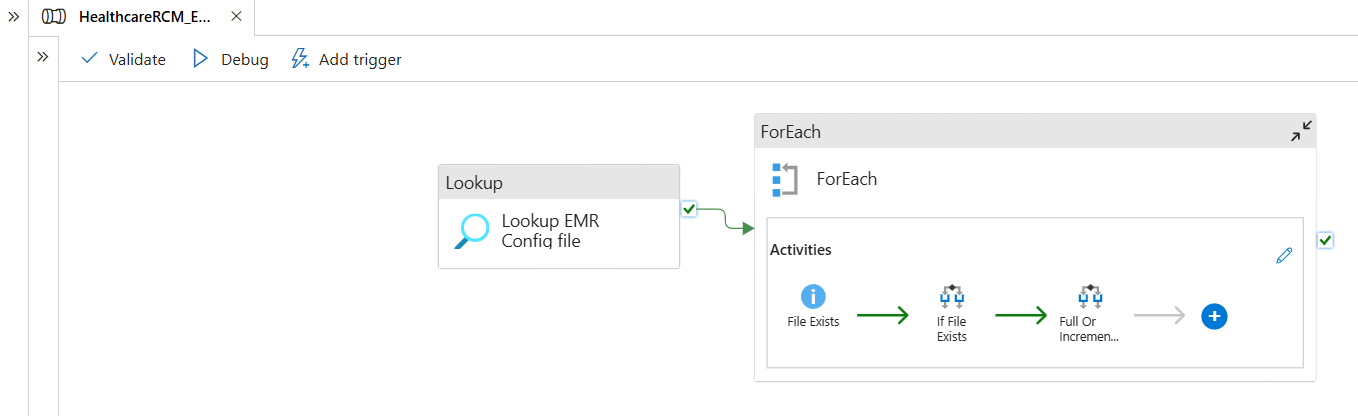 HealthcareRCM_E...
Validate
Debug
Add trigger
ForEach
ForEach
Lookup
Lookup EMR
Config file
Activities
File Exists
If File
Exists
Full Or
Incremen...